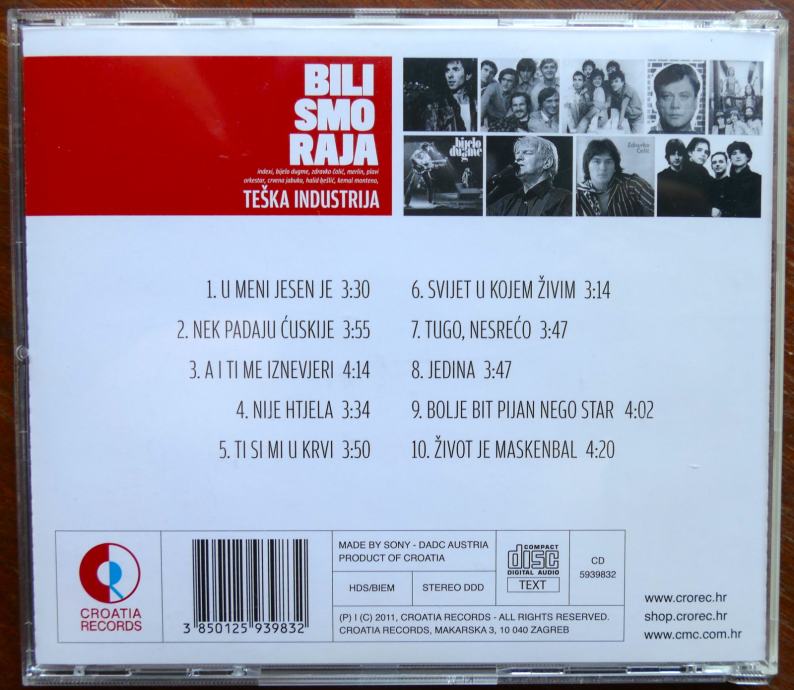 BILI
SMO
RAJA
indexi, bijelo dugme, zdravko čolić, merlin, plavi
orkestar, crvena jabuka, halid bešlić, kemal monteno,
TEŠKA INDUSTRIJA
bijelo
dugme
Zdravko
Čolić
1. U MENI JESEN JE 3:30
2. NEK PADAJU ĆUSKIJE 3:55
3. A I TI ME IZNEVJERI 4:14
4. NIJE HTJELA 3:34
5. TI SI MI U KRVI 3:50
6. SVIJET U KOJEM ŽIVIM 3:14
7. TUGO, NESREĆO 3:47
8. JEDINA 3:47
9. BOLJE BIT PIJAN NEGO STAR 4:02
10. ŽIVOT JE MASKENBAL 4:20
CROATIA
RECORDS
3 850125 939832
MADE BY SONY - DADC AUSTRIA
PRODUCT OF CROATIA
HDS/BIEM
STEREO DDD
(P) I (C) 2011, CROATIA RECORDS - ALL RIGHTS RESERVED.
CROATIA RECORDS, MAKARSKA 3, 10 040 ZAGREB
COMPACT
disc
DIGITAL AUDIO
TEXT
CD
5939832
www.crorec.hr
shop.crorec.hr
www.cmc.com.hr